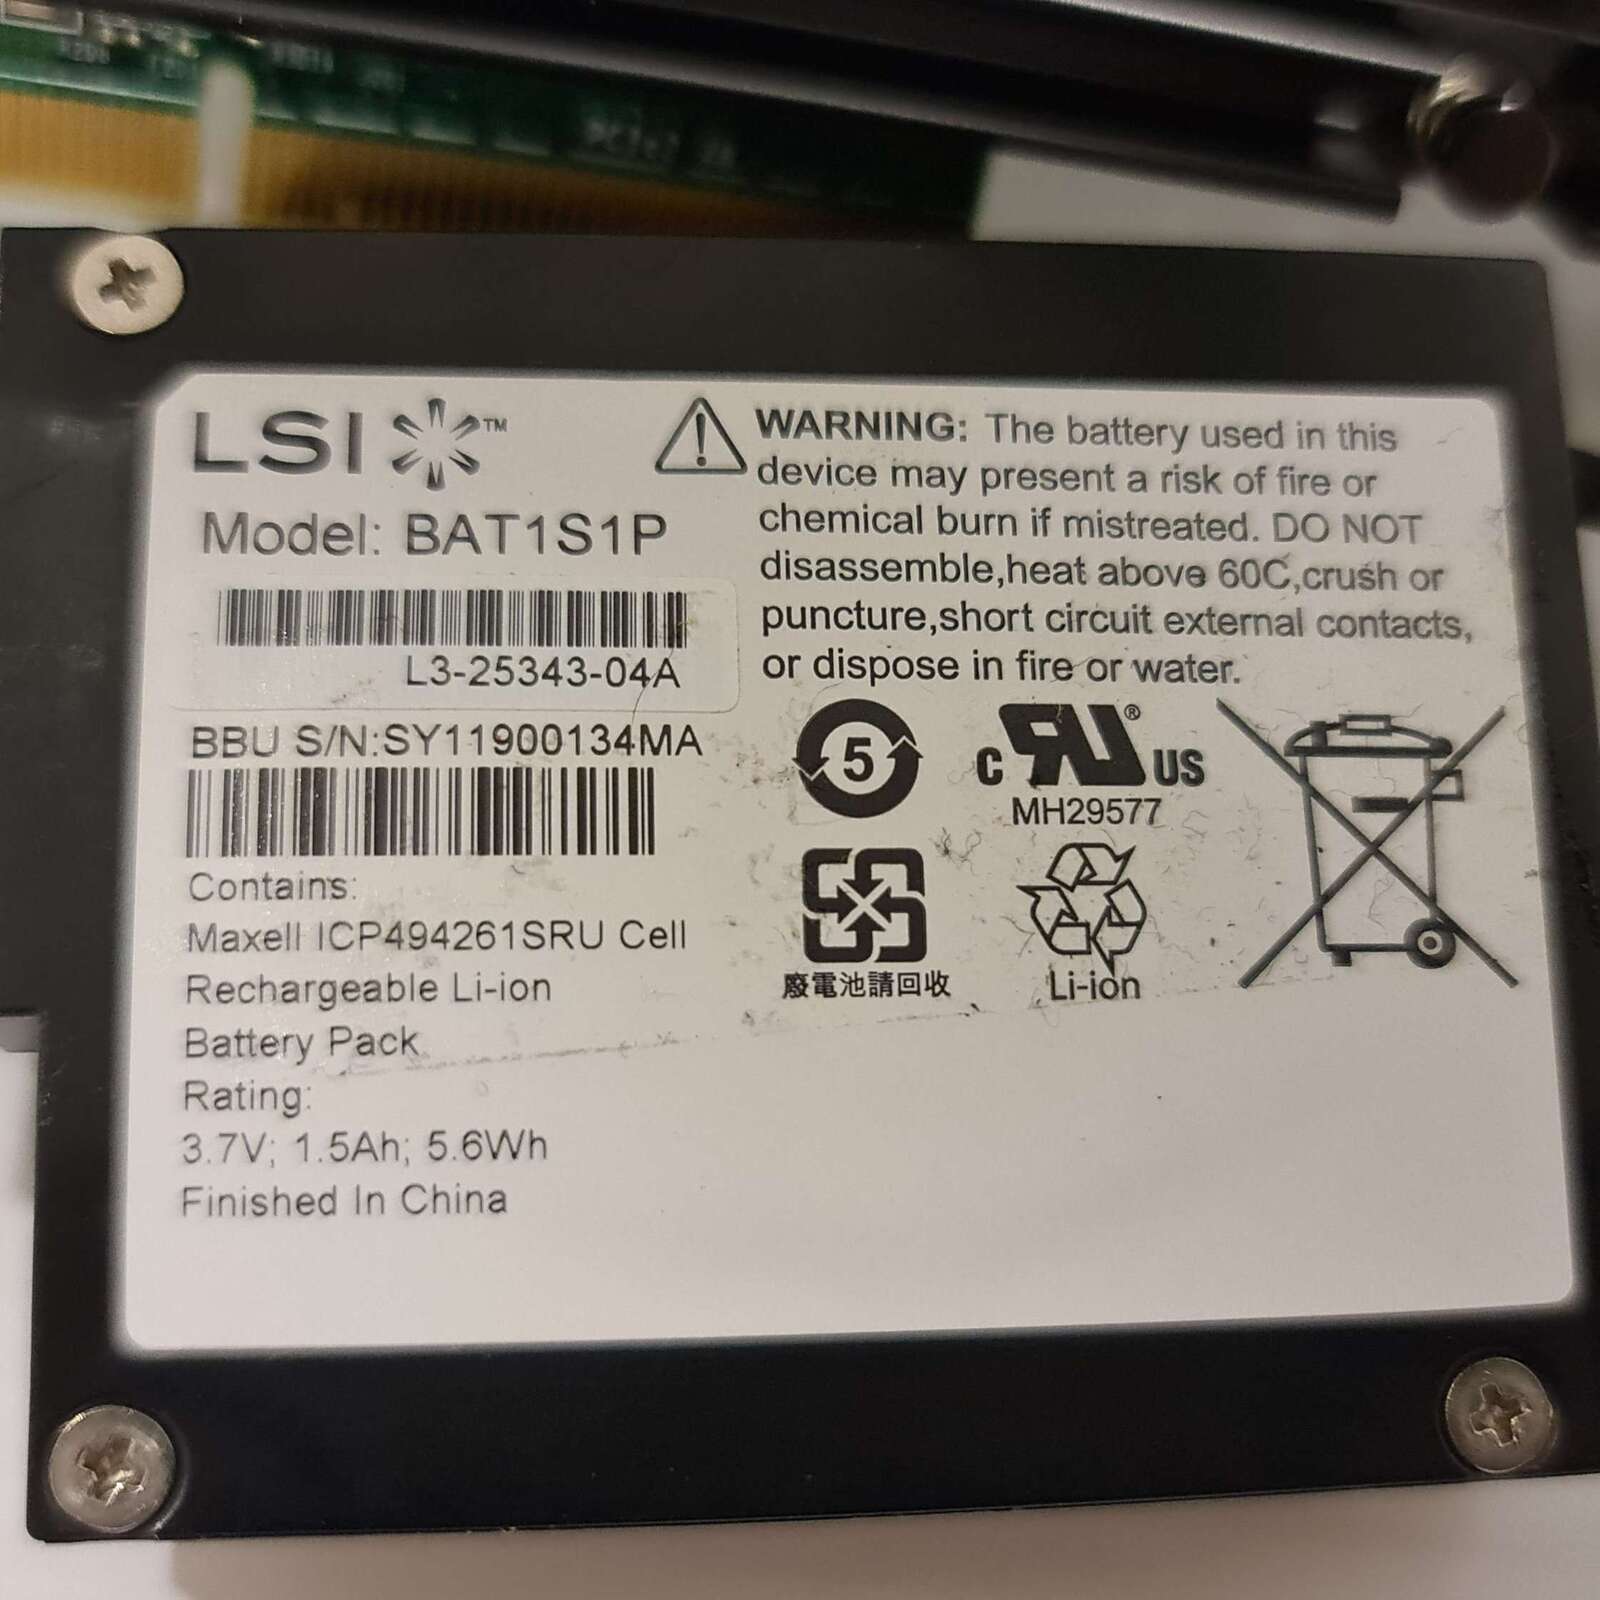 LSI ™
Model: BAT1S1P
L3-25343-04A
BBU S/N:SY11900134MA
Contains:
Maxell ICP494261SRU Cell
Rechargeable Li-ion
Battery Pack
Rating:
3.7V; 1.5Ah; 5.6Wh
Finished In China
WARNING: The battery used in this
device may present a risk of fire or
chemical burn if mistreated. DO NOT
disassemble,heat above 60C,crush or
puncture,short circuit external contacts,
or dispose in fire or water.
5
c RU ® US
MH29577
廢電池請回收
Li-ion